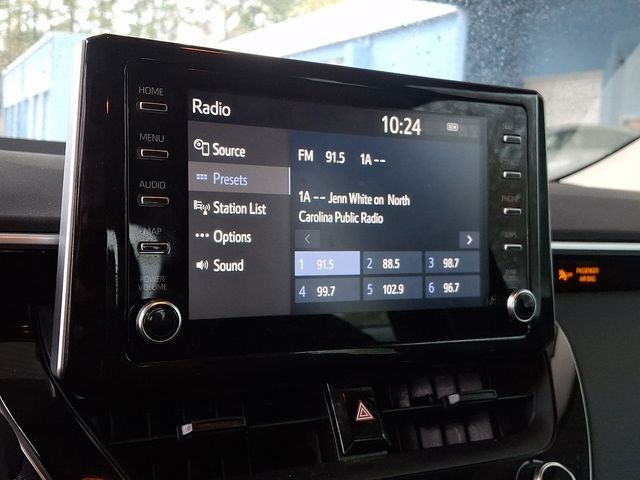 HOME
MENU
AUDIO
MAP
POWER
VOLUME
Radio
10:24
Source
Presets
Station List
Options
Sound
FM 91.5 1A --
1A -- Jenn White on North
Carolina Public Radio
< >
1 91.5 2 88.5 3 98.7
4 99.7 5 102.9 6 96.7
PHONE
APPS
TUNE
SCROLL
PASSENGER
AIR BAG